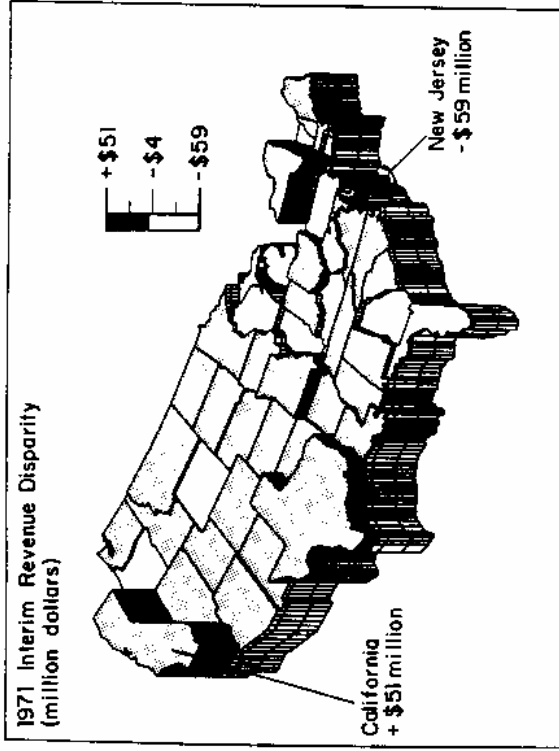 1971 Interim Revenue Disparity
(million dollars)
+$51
-$4
-$59
California
+ $51 million
New Jersey
-$59 million